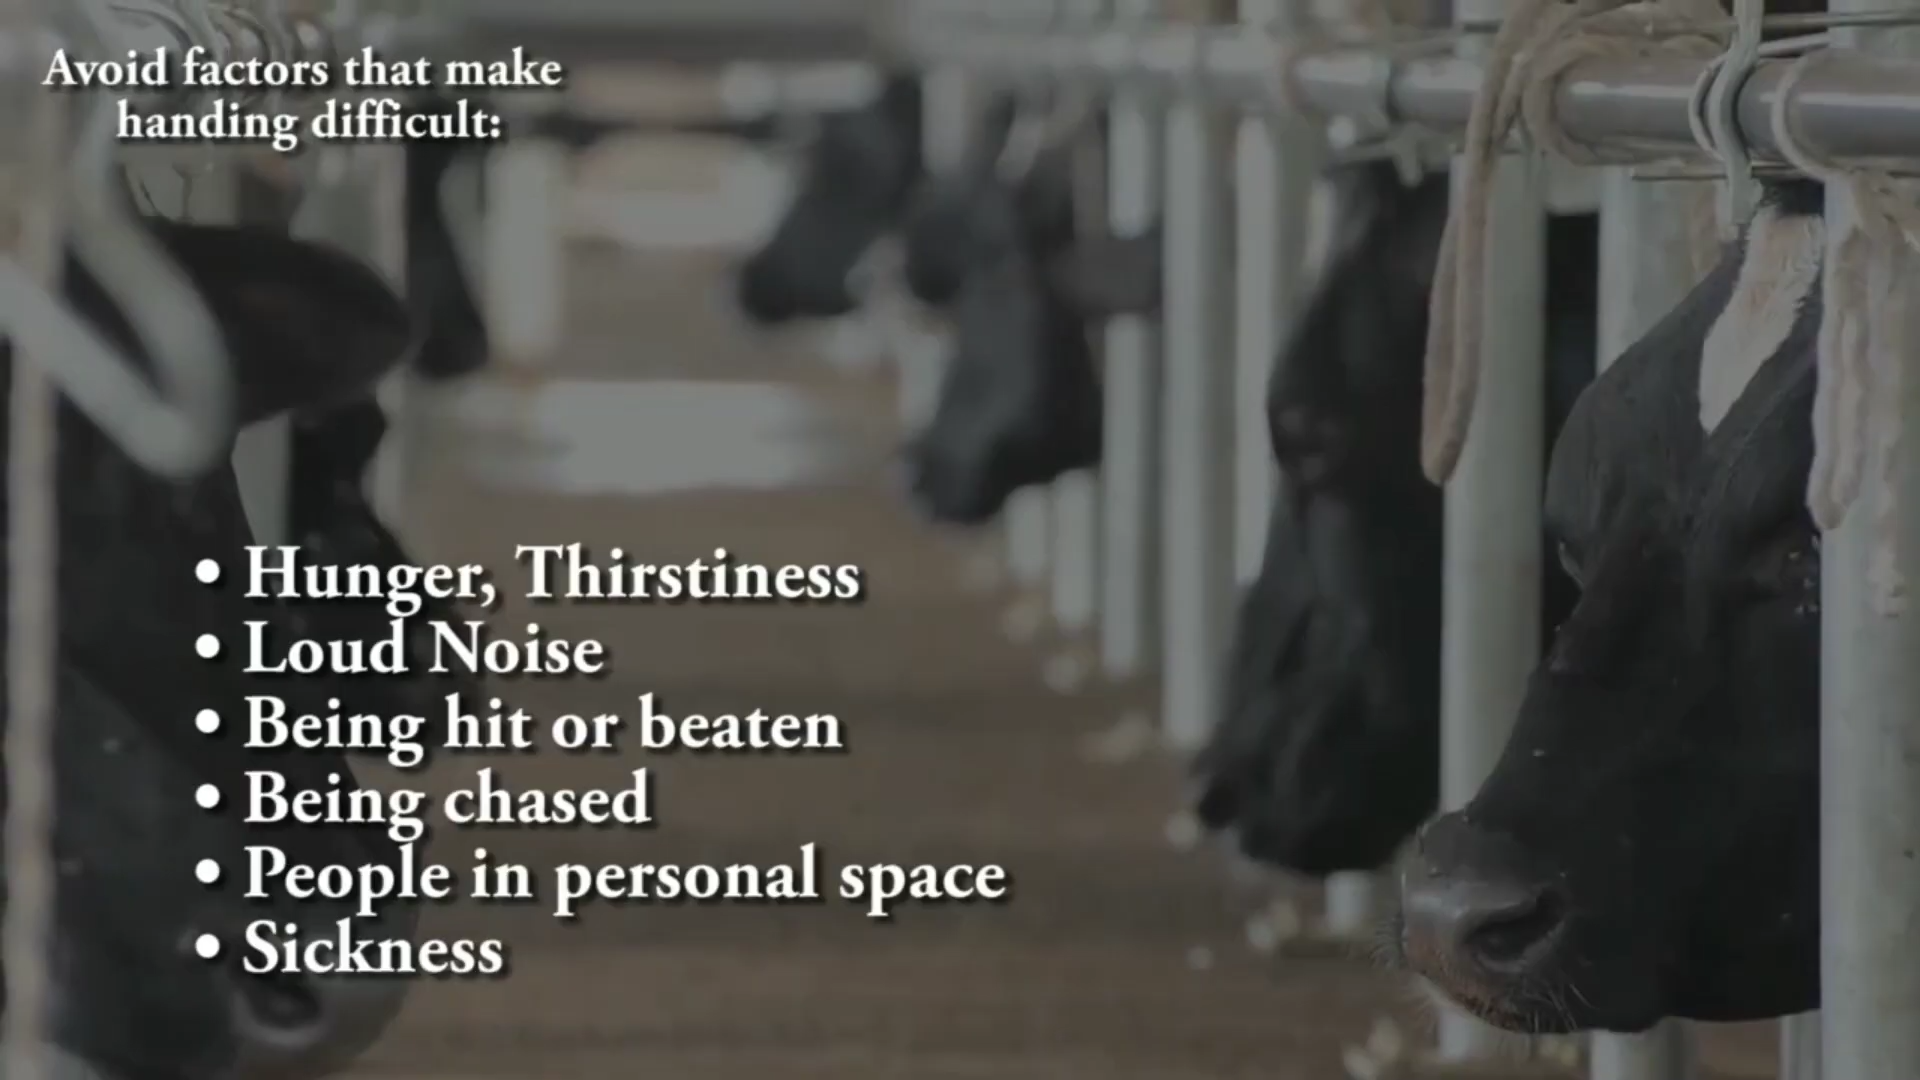 Avoid factors that make
handing difficult:
• Hunger, Thirstiness
• Loud Noise
• Being hit or beaten
• Being chased
• People in personal space
• Sickness